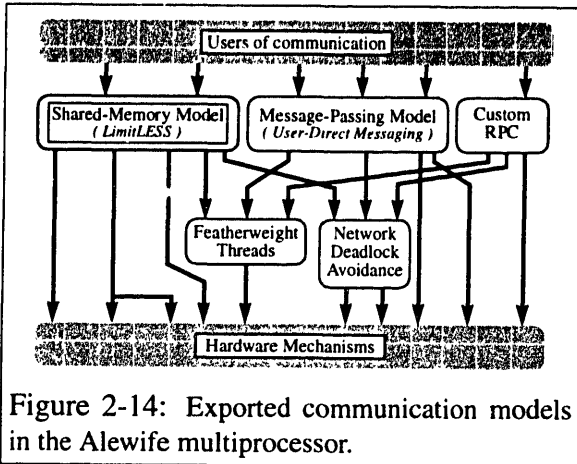 Users of communication
Shared-Memory Model
( LimitLESS )
Message-Passing Model
( User-Direct Messaging )
Custom
RPC
Featherweight
Threads
Network
Deadlock
Avoidance
Hardware Mechanisms
Figure 2-14: Exported communication models
in the Alewife multiprocessor.